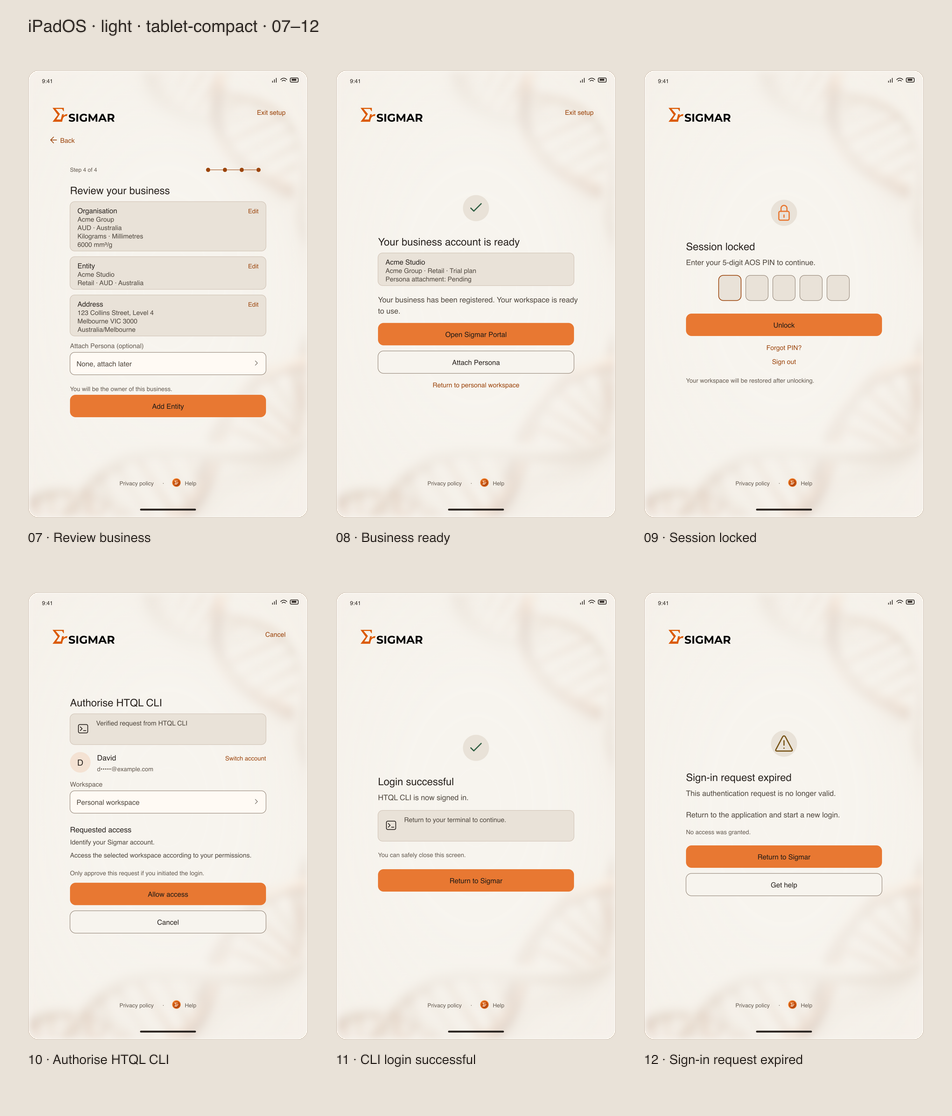 iPadOS · light · tablet-compact · 07–12
9:41
SIGMAR
Exit setup
Back
Step 4 of 4
Review your business
Organisation
Edit
Acme Group
AUD · Australia
Kilograms · Millimetres
6000 mm²/g
Entity
Edit
Acme Studio
Retail · AUD · Australia
Address
Edit
123 Collins Street, Level 4
Melbourne VIC 3000
Australia/Melbourne
Attach Persona (optional)
None, attach later
You will be the owner of this business.
Add Entity
Privacy policy · Help
07 · Review business
9:41
SIGMAR
Exit setup
Your business account is ready
Acme Studio
Acme Group · Retail · Trial plan
Persona attachment: Pending
Your business has been registered. Your workspace is ready
to use.
Open Sigmar Portal
Attach Persona
Return to personal workspace
Privacy policy · Help
08 · Business ready
9:41
SIGMAR
Session locked
Enter your 5-digit AOS PIN to continue.
Unlock
Forgot PIN?
Sign out
Your workspace will be restored after unlocking.
Privacy policy · Help
09 · Session locked
9:41
SIGMAR
Cancel
Authorise HTQL CLI
Verified request from HTQL CLI
D
David
d•••••@example.com
Switch account
Workspace
Personal workspace
Requested access
Identify your Sigmar account.
Access the selected workspace according to your permissions.
Only approve this request if you initiated the login.
Allow access
Cancel
Privacy policy · Help
10 · Authorise HTQL CLI
9:41
SIGMAR
Login successful
HTQL CLI is now signed in.
Return to your terminal to continue.
You can safely close this screen.
Return to Sigmar
Privacy policy · Help
11 · CLI login successful
9:41
SIGMAR
Sign-in request expired
This authentication request is no longer valid.
Return to the application and start a new login.
No access was granted.
Return to Sigmar
Get help
Privacy policy · Help
12 · Sign-in request expired